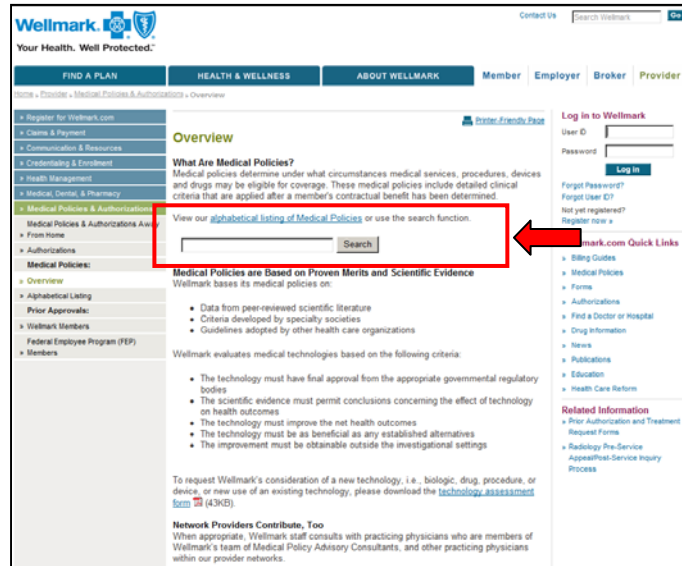 Wellmark.
Your Health. Well Protected.
Contact Us
Search Wellmark
Go
FIND A PLAN
HEALTH & WELLNESS
ABOUT WELLMARK
Member
Employer
Broker
Provider
Home » Provider » Medical Policies & Authorizations » Overview
» Register for Wellmark.com
» Claims & Payment
» Communication & Resources
» Credentialing & Enrollment
» Health Management
» Medical, Dental, & Pharmacy
» Medical Policies & Authorizations
Medical Policies & Authorizations Away
» From Home
» Authorizations
Medical Policies:
» Overview
» Alphabetical Listing
Prior Approvals:
» Wellmark Members
Federal Employee Program (FEP)
» Members
Printer-Friendly Page
Overview
What Are Medical Policies?
Medical policies determine under what circumstances medical services, procedures, devices
and drugs may be eligible for coverage. These medical policies include detailed clinical
criteria that are applied after a member's contractual benefit has been determined.
View our alphabetical listing of Medical Policies or use the search function.
Search
Medical Policies are Based on Proven Merits and Scientific Evidence
Wellmark bases its medical policies on:
• Data from peer-reviewed scientific literature
• Criteria developed by specialty societies
• Guidelines adopted by other health care organizations
Wellmark evaluates medical technologies based on the following criteria:
• The technology must have final approval from the appropriate governmental regulatory
bodies
• The scientific evidence must permit conclusions concerning the effect of technology
on health outcomes
• The technology must improve the net health outcomes
• The technology must be as beneficial as any established alternatives
• The improvement must be obtainable outside the investigational settings
To request Wellmark's consideration of a new technology, i.e., biologic, drug, procedure, or
device, or new use of an existing technology, please download the technology assessment
form (43KB).
Network Providers Contribute, Too
When appropriate, Wellmark staff consults with practicing physicians who are members of
Wellmark's team of Medical Policy Advisory Consultants, and other practicing physicians
within our provider networks.
Log in to Wellmark
User ID
Password
Log in
Forgot Password?
Forgot User ID?
Not yet registered?
Register now »
mark.com Quick Links
» Billing Guides
» Medical Policies
» Forms
» Authorizations
» Find a Doctor or Hospital
» Drug Information
» News
» Publications
» Education
» Health Care Reform
Related Information
» Prior Authorization and Treatment
Request Forms
» Radiology Pre-Service
Appeal/Post-Service Inquiry
Process